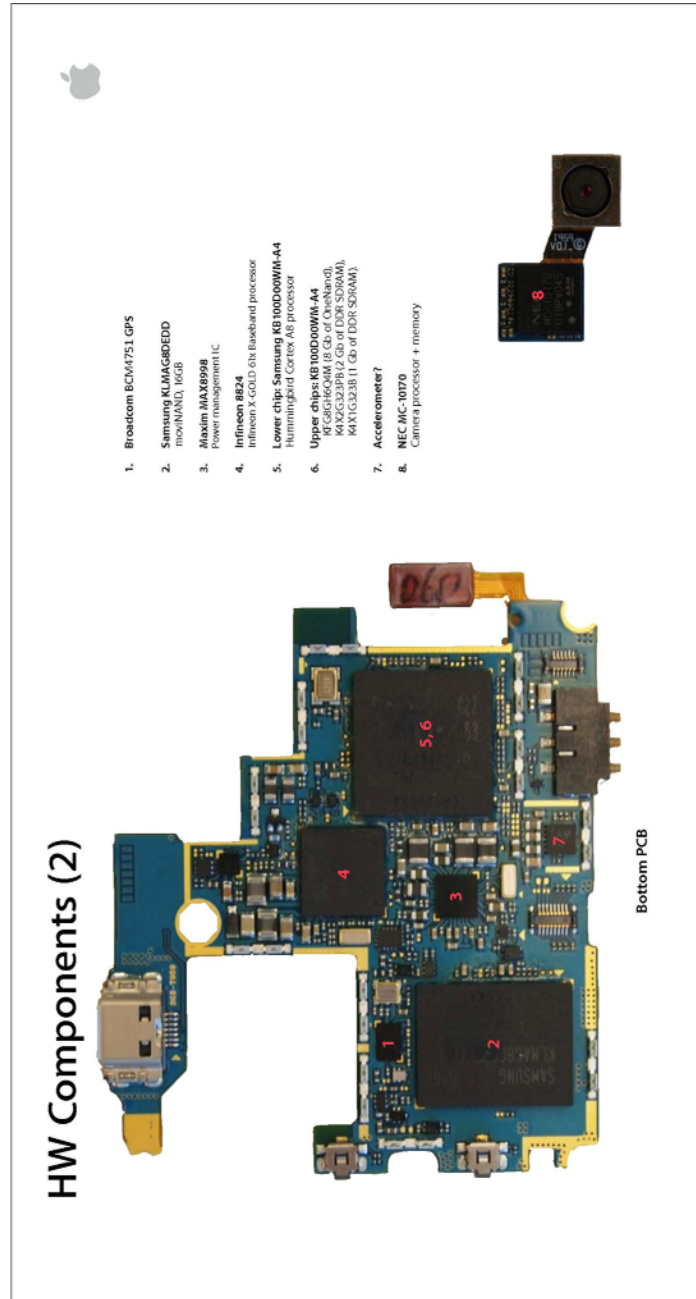 HW Components (2)
1. Broadcom BCM4751 GPS
2. Samsung KLMAG8DEDD
moviNAND, 16GB
3. Maxim MAX8998
Power management IC
4. Infineon 8824
Infineon X-GOLD 61x Baseband processor
5. Lower chip: Samsung KB100D00WM-A4
Hummingbird Cortex A8 processor
6. Upper chips: KB100D00WM-A4
KFG8GH6Q4M (8 Gb of OneNand),
K4X2G323PB (2 Gb of DDR SDRAM),
K4X1G323B (1 Gb of DDR SDRAM).
7. Accelerometer?
8. NEC MC-10170
Camera processor + memory
1
2
3
4
5, 6
7
8
SAMSUNG
Bottom PCB